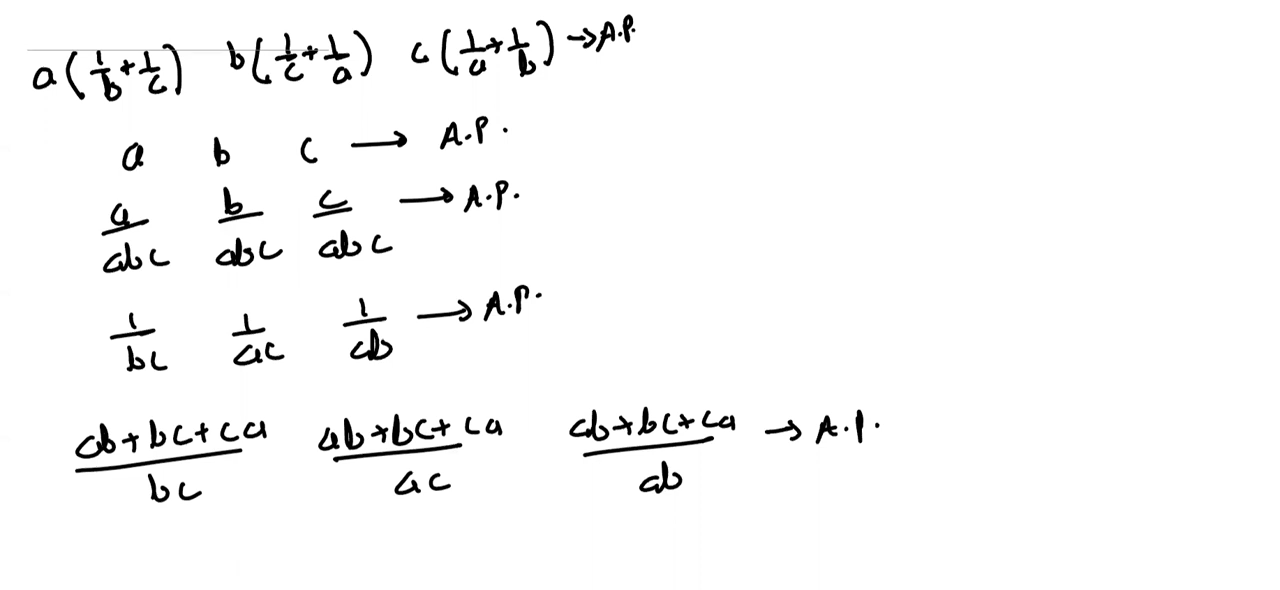 a(1/b+1/c) b(1/c+1/a) c(1/a+1/b) →A.P.
a b c → A.P.
a/abc b/abc c/abc → A.P.
1/bc 1/ac 1/ab → A.P.
ab+bc+ca/bc ab+bc+ca/ac ab+bc+ca/ab → A.P.